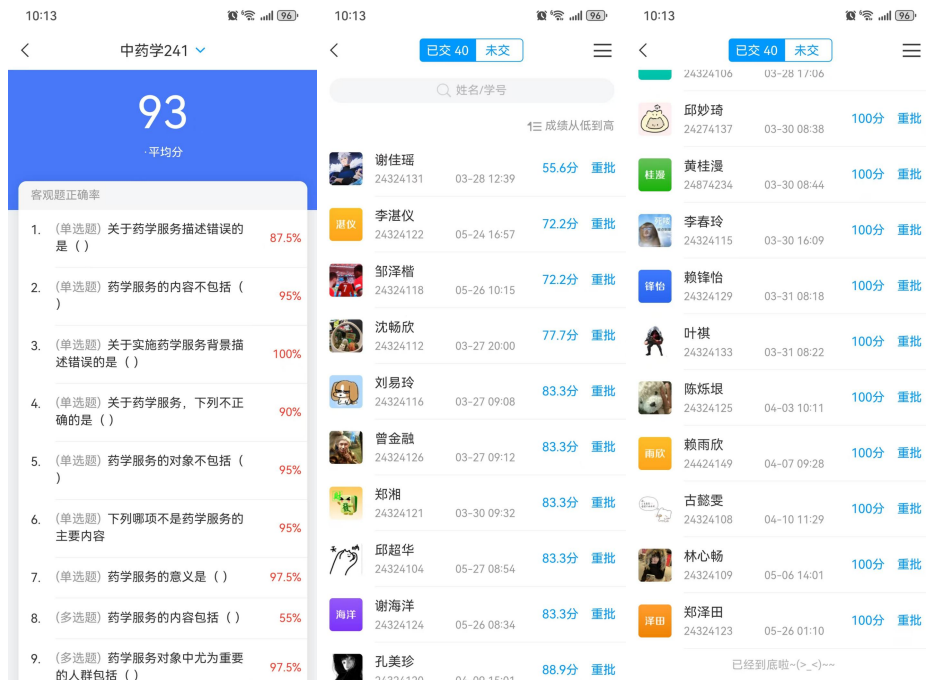 10:13
96
中药学241
93
·平均分
客观题正确率
1. (单选题) 关于药学服务描述错误的
是 ( )
87.5%
2. (单选题) 药学服务的内容不包括 (
)
95%
3. (单选题) 关于实施药学服务背景描
述错误的是 ( )
100%
4. (单选题) 关于药学服务，下列不正
确的是 ( )
90%
5. (单选题) 药学服务的对象不包括 (
)
95%
6. (单选题) 下列哪项不是药学服务的
主要内容
95%
7. (单选题) 药学服务的意义是 ( )
97.5%
8. (多选题) 药学服务的内容包括 ( )
55%
9. (多选题) 药学服务对象中尤为重要
的人群包括 ( )
97.5%
10:13
96
已交 40 未交
姓名/学号
成绩从低到高
谢佳瑶
24324131 03-28 12:39
55.6分 重批
湛仪
李湛仪
24324122 05-24 16:57
72.2分 重批
邹泽楷
24324118 05-26 10:15
72.2分 重批
沈畅欣
24324112 03-27 20:00
77.7分 重批
刘易玲
24324116 03-27 09:08
83.3分 重批
曾金融
24324126 03-27 09:12
83.3分 重批
郑湘
24324121 03-30 09:32
83.3分 重批
邱超华
24324104 05-27 08:54
83.3分 重批
海洋
谢海洋
24324124 05-26 08:34
83.3分 重批
孔美珍
24324120 04-09 15:01
88.9分 重批
10:13
96
已交 40 未交
24324106 03-28 17:06
邱妙琦
24274137 03-30 08:38
100分 重批
桂漫
黄桂漫
24874234 03-30 08:44
100分 重批
李春玲
24324115 03-30 16:09
100分 重批
锋怡
赖锋怡
24324129 03-31 08:18
100分 重批
叶祺
24324133 03-31 08:22
100分 重批
陈烁垠
24324125 04-03 10:11
100分 重批
雨欣
赖雨欣
24424149 04-07 09:28
100分 重批
古懿雯
24324108 04-10 11:29
100分 重批
林心畅
24324109 05-06 14:01
100分 重批
泽田
郑泽田
24324123 05-26 01:10
100分 重批
已经到底啦~(>_<)~~